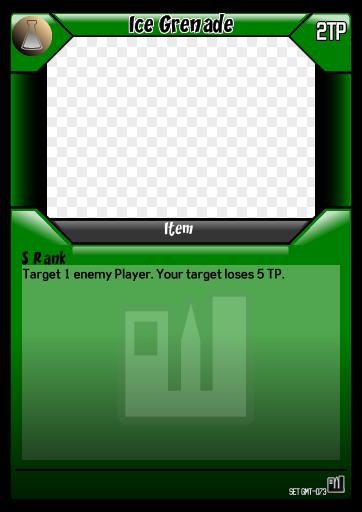 Ice Grenade
2TP
Item
S Rank
Target 1 enemy Player. Your target loses 5 TP.
SET GMT-073